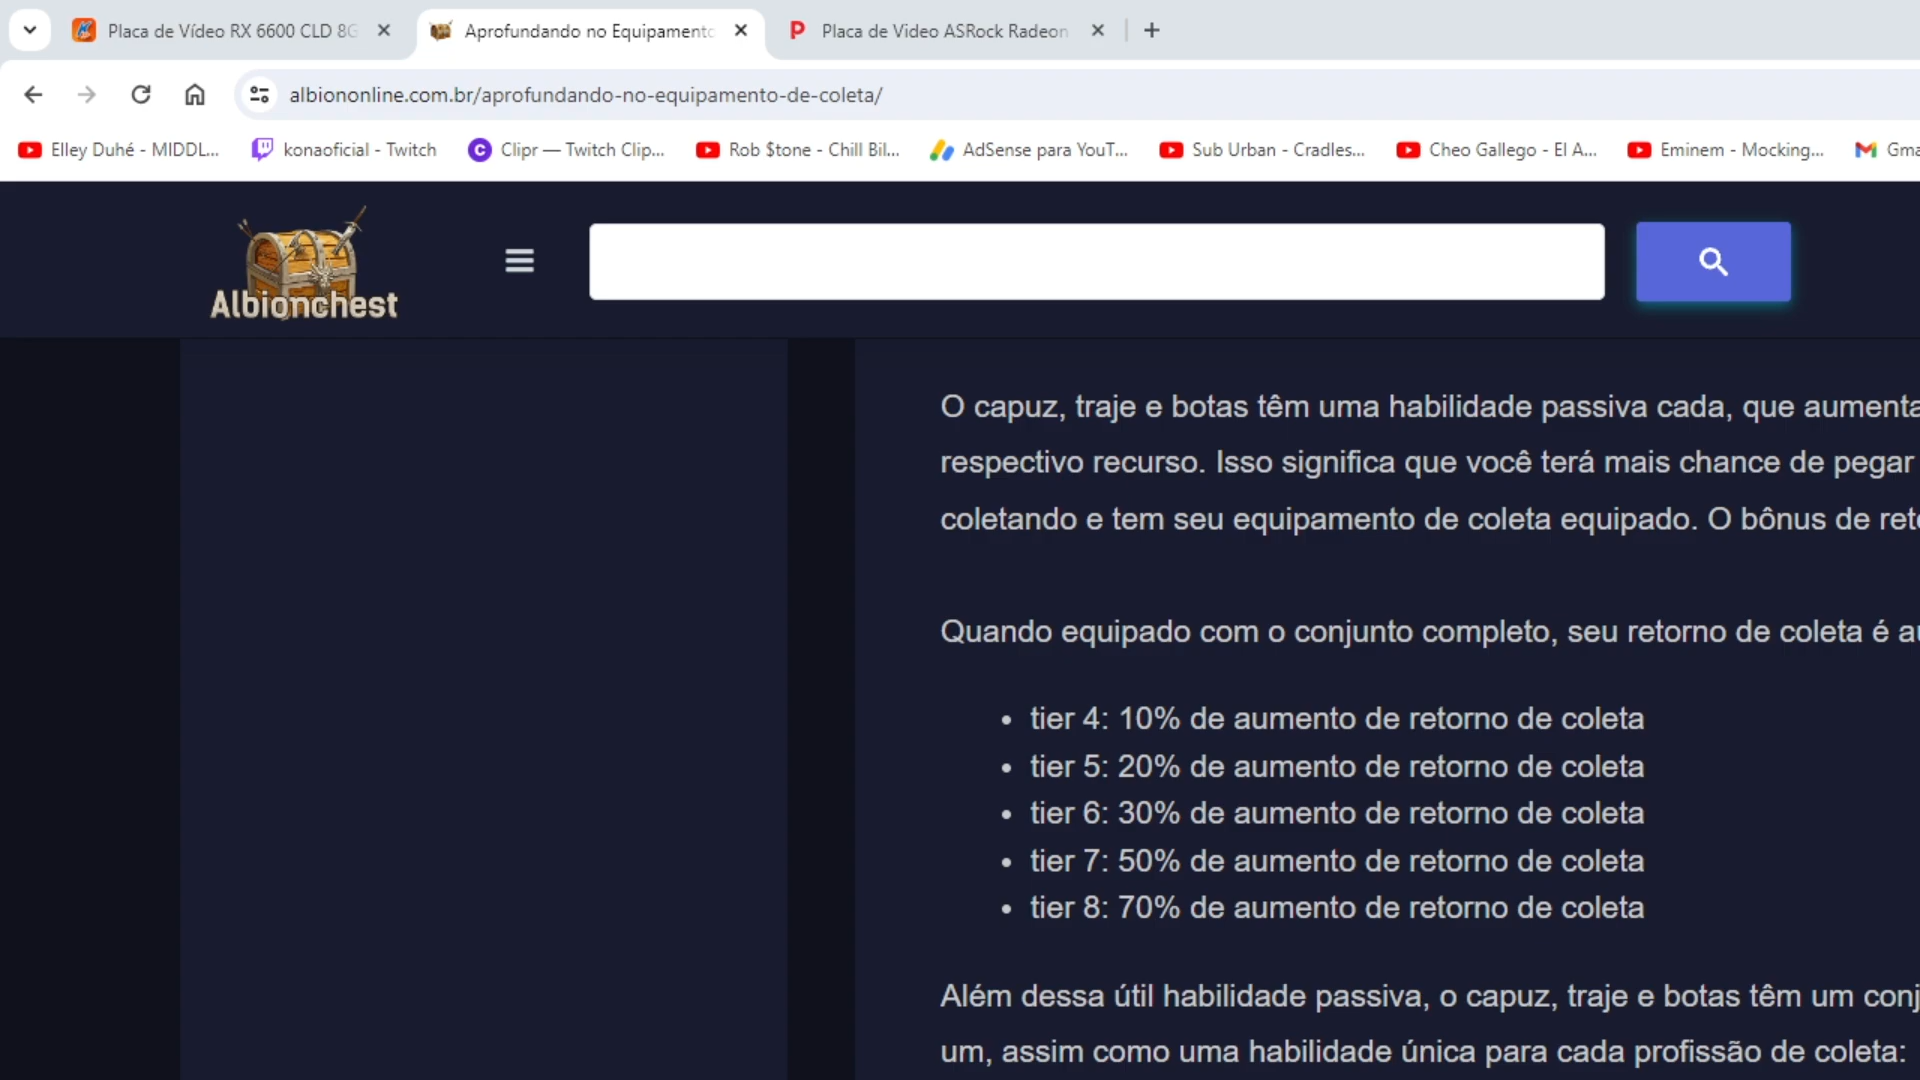 Placa de Vídeo RX 6600 CLD 8G
Aprofundando no Equipamento
Placa de Video ASRock Radeon
albiononline.com.br/aprofundando-no-equipamento-de-coleta/
Elley Duhé - MIDDL...
konaoficial - Twitch
Clipr — Twitch Clip...
Rob $tone - Chill Bil...
AdSense para YouT...
Sub Urban - Cradles...
Cheo Gallego - El A...
Eminem - Mocking...
Gma
Albionchest
O capuz, traje e botas têm uma habilidade passiva cada, que aumenta
respectivo recurso. Isso significa que você terá mais chance de pegar
coletando e tem seu equipamento de coleta equipado. O bônus de reto
Quando equipado com o conjunto completo, seu retorno de coleta é au
• tier 4: 10% de aumento de retorno de coleta
• tier 5: 20% de aumento de retorno de coleta
• tier 6: 30% de aumento de retorno de coleta
• tier 7: 50% de aumento de retorno de coleta
• tier 8: 70% de aumento de retorno de coleta
Além dessa útil habilidade passiva, o capuz, traje e botas têm um conj
um, assim como uma habilidade única para cada profissão de coleta: